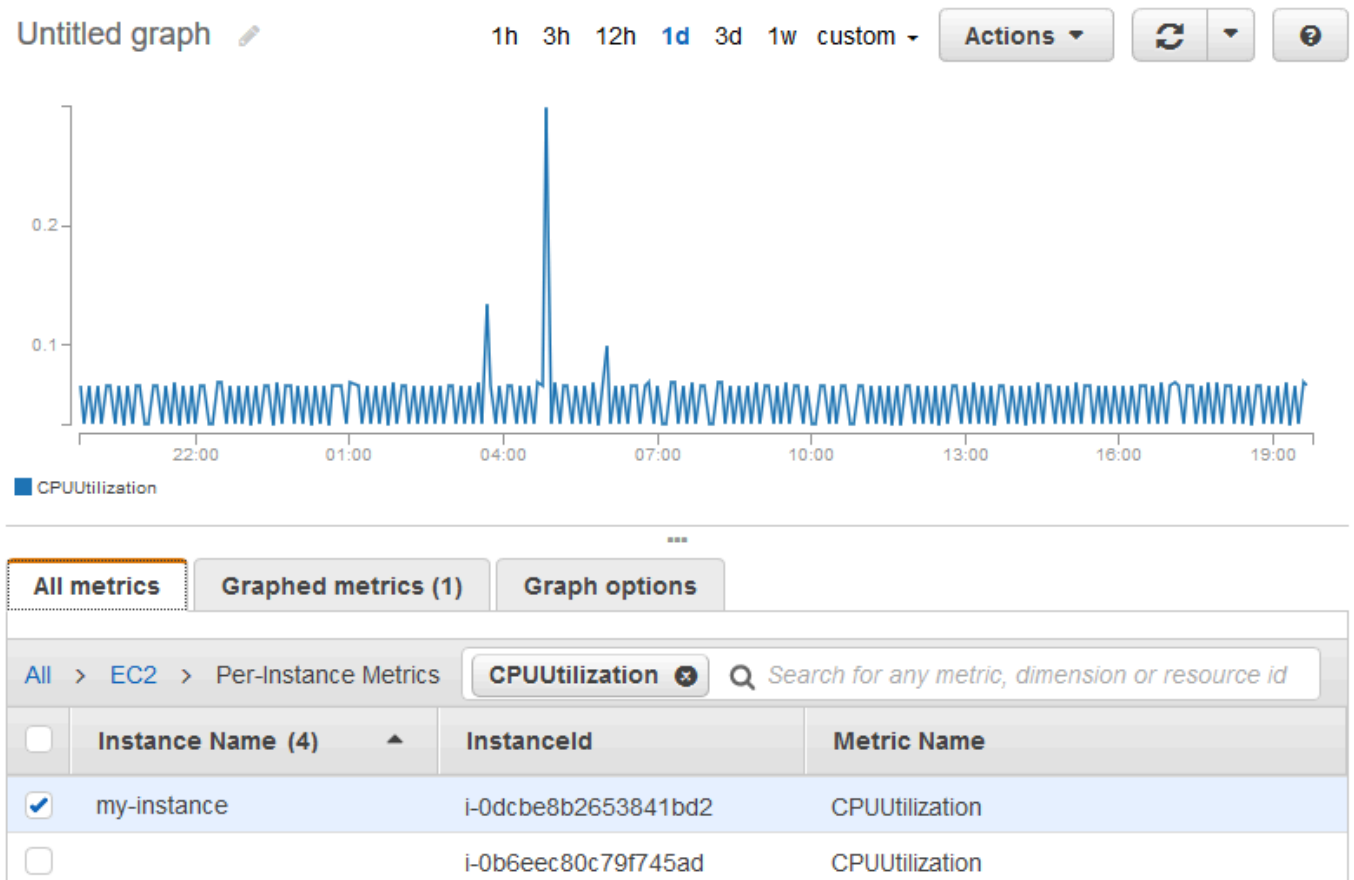 Untitled graph 1h 3h 12h 1d 3d 1w custom Actions
0.2
0.1
22:00 01:00 04:00 07:00 10:00 13:00 16:00 19:00
CPUUtilization
All metrics Graphed metrics (1) Graph options
All > EC2 > Per-Instance Metrics CPUUtilization Search for any metric, dimension or resource id
Instance Name (4) InstanceId Metric Name
my-instance i-0dcbe8b2653841bd2 CPUUtilization
i-0b6eec80c79f745ad CPUUtilization